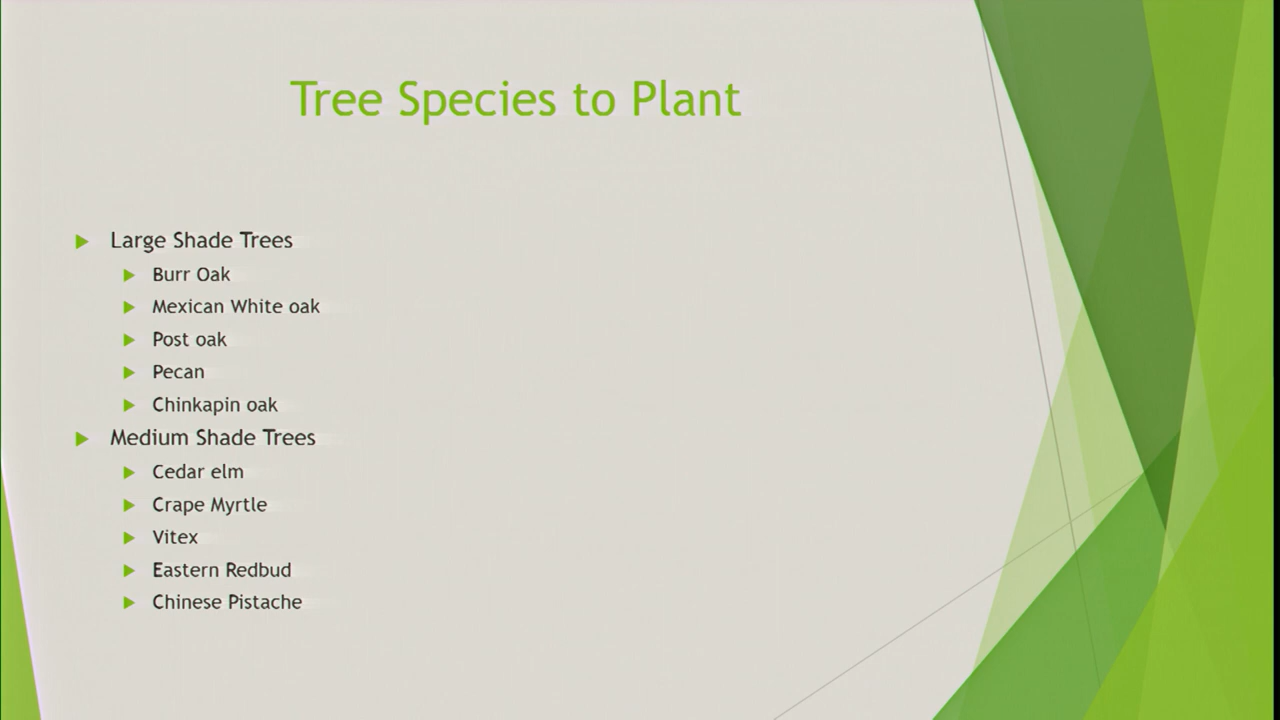 Tree Species to Plant
Large Shade Trees
Burr Oak
Mexican White oak
Post oak
Pecan
Chinkapin oak
Medium Shade Trees
Cedar elm
Crape Myrtle
Vitex
Eastern Redbud
Chinese Pistache